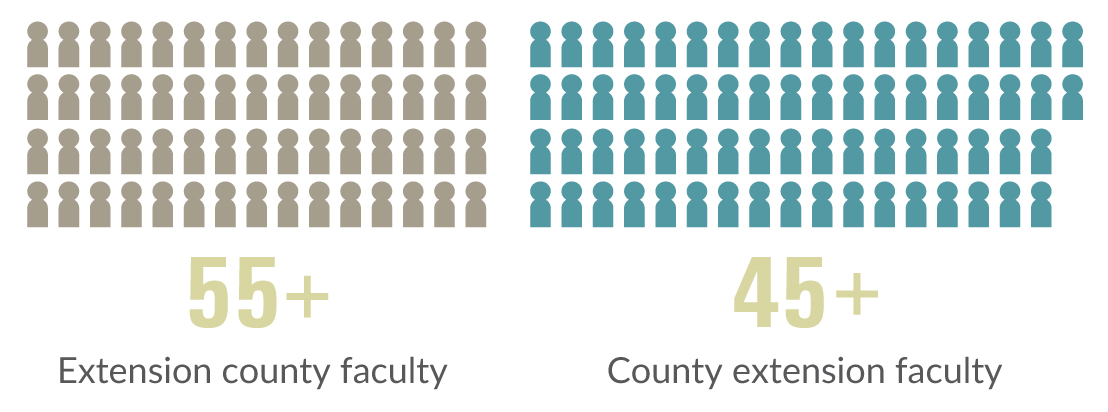 55+
45+
Extension county faculty
County extension faculty